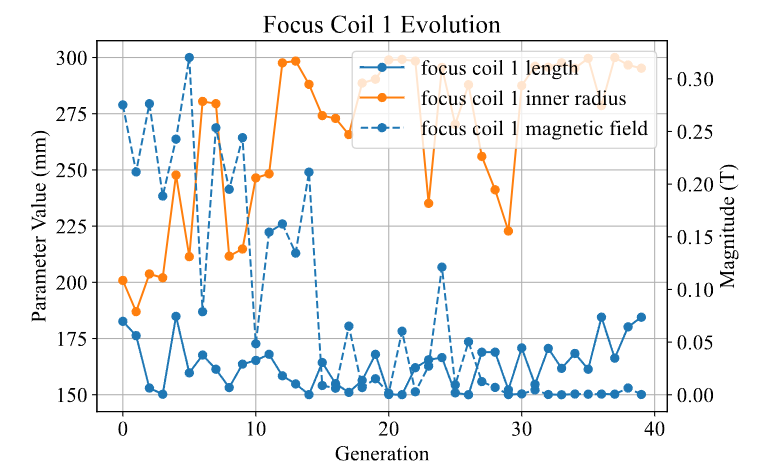 Focus Coil 1 Evolution
focus coil 1 length
focus coil 1 inner radius
focus coil 1 magnetic field
Parameter Value (mm)
300
275
250
225
200
175
150
0.30
0.25
0.20
0.15
0.10
0.05
0.00
Magnitude (T)
0 10 20 30 40
Generation